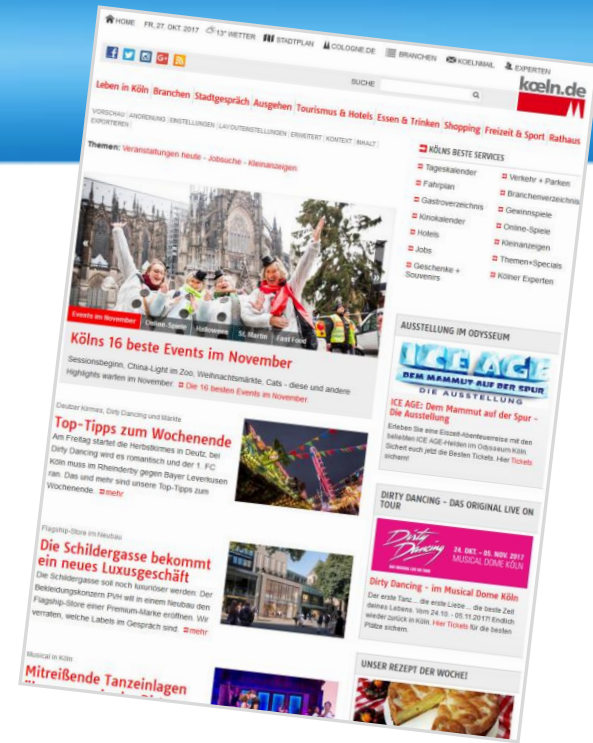 HOME FR, 27. OKT. 2017 13° WETTER STADTPLAN COLOGNE.DE BRANCHEN KOELNMAIL EXPERTEN
SUCHE
kœln.de
Leben in Köln Branchen Stadtgespräch Ausgehen Tourismus & Hotels Essen & Trinken Shopping Freizeit & Sport Rathaus
VORSCHAU ANORDNUNG EINSTELLUNGEN LAYOUTEINSTELLUNGEN ERWEITERT KONTEXT INHALT
EXPORTIEREN
Themen: Veranstaltungen heute - Jobsuche - Kleinanzeigen
Events im November Online-Spiele Halloween St. Martin Fast Food
Kölns 16 beste Events im November
Sessionsbeginn, China-Light im Zoo, Weihnachtsmärkte, Cats - diese und andere
Highlights warten im November. Die 16 besten Events im November
Deutzer Kirmes, Dirty Dancing und Märkte
Top-Tipps zum Wochenende
Am Freitag startet die Herbstkirmes in Deutz, bei
Dirty Dancing wird es romantisch und der 1. FC
Köln muss im Rheinderby gegen Bayer Leverkusen
ran. Das und mehr sind unsere Top-Tipps zum
Wochenende. mehr
Flagship-Store im Neubau
Die Schildergasse bekommt
ein neues Luxusgeschäft
Die Schildergasse soll noch luxuriöser werden: Der
Bekleidungskonzern PVH will in einem Neubau den
Flagship-Store einer Premium-Marke eröffnen. Wir
verraten, welche Labels im Gespräch sind. mehr
Musical in Köln
Mitreißende Tanzeinlagen
KÖLNS BESTE SERVICES
Tageskalender
Fahrplan
Gastroverzeichnis
Kinokalender
Hotels
Jobs
Geschenke +
Souvenirs
Verkehr + Parken
Branchenverzeichnis
Gewinnspiele
Online-Spiele
Kleinanzeigen
Themen+Specials
Kölner Experten
AUSSTELLUNG IM ODYSSEUM
ICE AGE
DEM MAMMUT AUF DER SPUR
DIE AUSSTELLUNG
ICE AGE: Dem Mammut auf der Spur -
Die Ausstellung
Erleben Sie eine Eiszeit-Abenteuerreise mit den
beliebten ICE AGE-Helden im Odysseum Köln.
Sichert euch jetzt die Besten Tickets. Hier Tickets
sichern!
DIRTY DANCING - DAS ORIGINAL LIVE ON
TOUR
Dirty
Dancing
24. OKT. - 05. NOV. 2017
MUSICAL DOME KÖLN
Dirty Dancing - im Musical Dome Köln
Der erste Tanz... die erste Liebe... die beste Zeit
deines Lebens. Vom 24.10. - 05.11.2017! Endlich
wieder zurück in Köln. Hier Tickets für die besten
Plätze sichern.
UNSER REZEPT DER WOCHE!